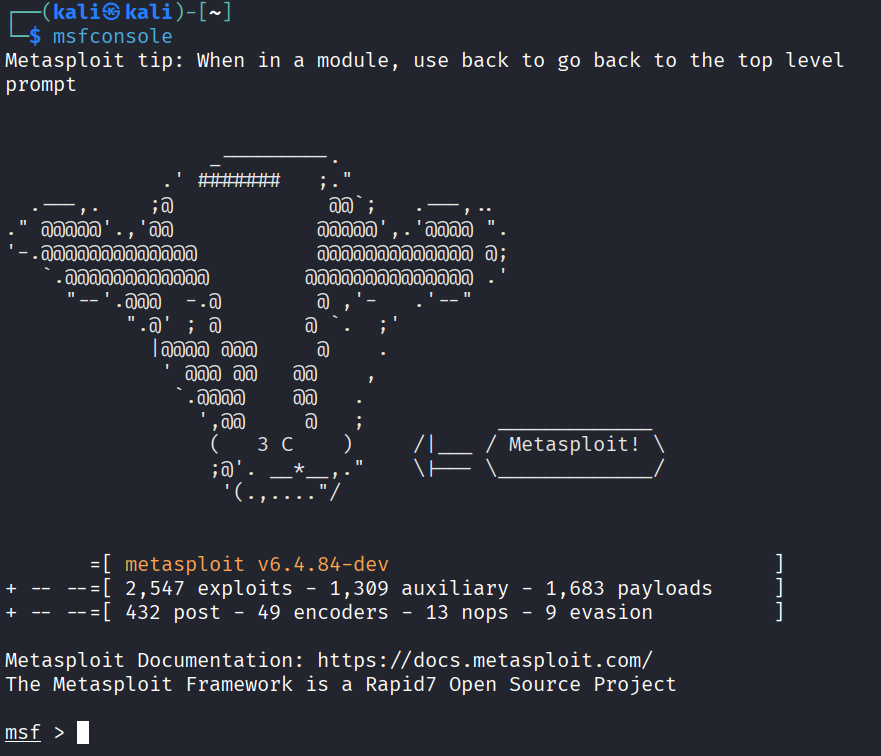 ┌──(kali㉿kali)-[~]
└─$ msfconsole
Metasploit tip: When in a module, use back to go back to the top level
prompt
                 _---------.
             .' #######   ;."
  .---,.    ;@             @@`;   .---,..
." @@@@@'.,'@@            @@@@@',.'@@@@ ".
'-.@@@@@@@@@@@@@          @@@@@@@@@@@@@ @;
   `.@@@@@@@@@@@@        @@@@@@@@@@@@@@ .'
     "--'.@@@  -.@        @ ,'-   .'--"
          ".@' ; @       @ `.  ;'
            |@@@@ @@@     @    .
             ' @@@ @@   @@    ,
              `.@@@@    @@   .
                ',@@     @   ;           _____________
                 (   3 C    )     /|___ / Metasploit! \
                 ;@'. __*__,."    \|--- \_____________/
                  '(.,...."/
       =[ metasploit v6.4.84-dev                                ]
+ -- --=[ 2,547 exploits - 1,309 auxiliary - 1,683 payloads     ]
+ -- --=[ 432 post - 49 encoders - 13 nops - 9 evasion          ]
Metasploit Documentation: https://docs.metasploit.com/
The Metasploit Framework is a Rapid7 Open Source Project
msf >